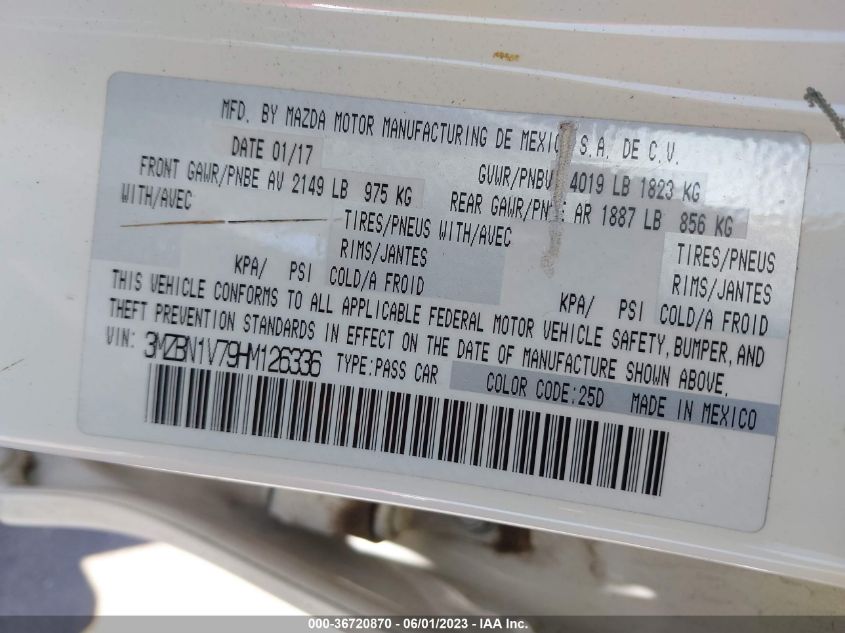 MFD. BY MAZDA MOTOR MANUFACTURING DE MEXICO S.A. DE C.V.
DATE 01/17 GVWR/PNBV 4019 LB 1823 KG
FRONT GAWR/PNBE AV 2149 LB 975 KG REAR GAWR/PN : AR 1887 LB 856 KG
WITH/AVEC TIRES/PNEUS WITH/AVEC TIRES/PNEUS
RIMS/JANTES RIMS/JANTES
KPA/ PSI COLD/A FROID KPA/ PSI COLD/A FROID
THIS VEHICLE CONFORMS TO ALL APPLICABLE FEDERAL MOTOR VEHICLE SAFETY, BUMPER, AND
THEFT PREVENTION STANDARDS IN EFFECT ON THE DATE OF MANUFACTURE SHOWN ABOVE.
VIN: 3MZBN1V79HM126336 TYPE:PASS CAR COLOR CODE:25D MADE IN MEXICO
000-36720870 - 06/01/2023 - ...........